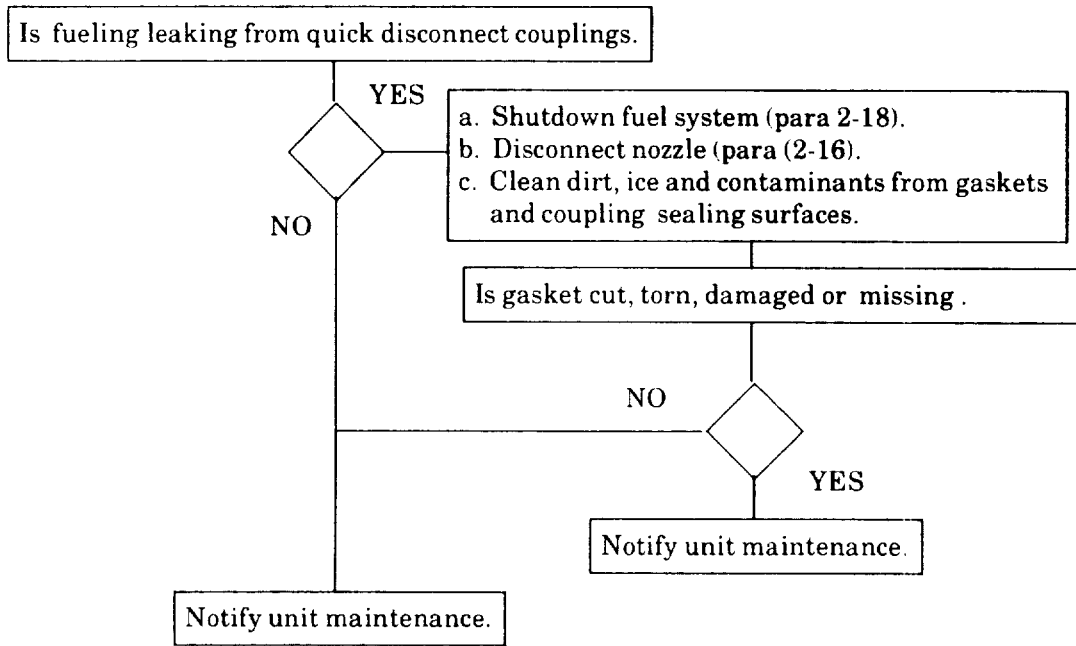 Is fueling leaking from quick disconnect couplings.
YES
a. Shutdown fuel system (para 2-18).
b. Disconnect nozzle (para (2-16).
c. Clean dirt, ice and contaminants from gaskets
and coupling sealing surfaces.
NO
Is gasket cut, torn, damaged or missing .
NO
YES
Notify unit maintenance.
Notify unit maintenance.